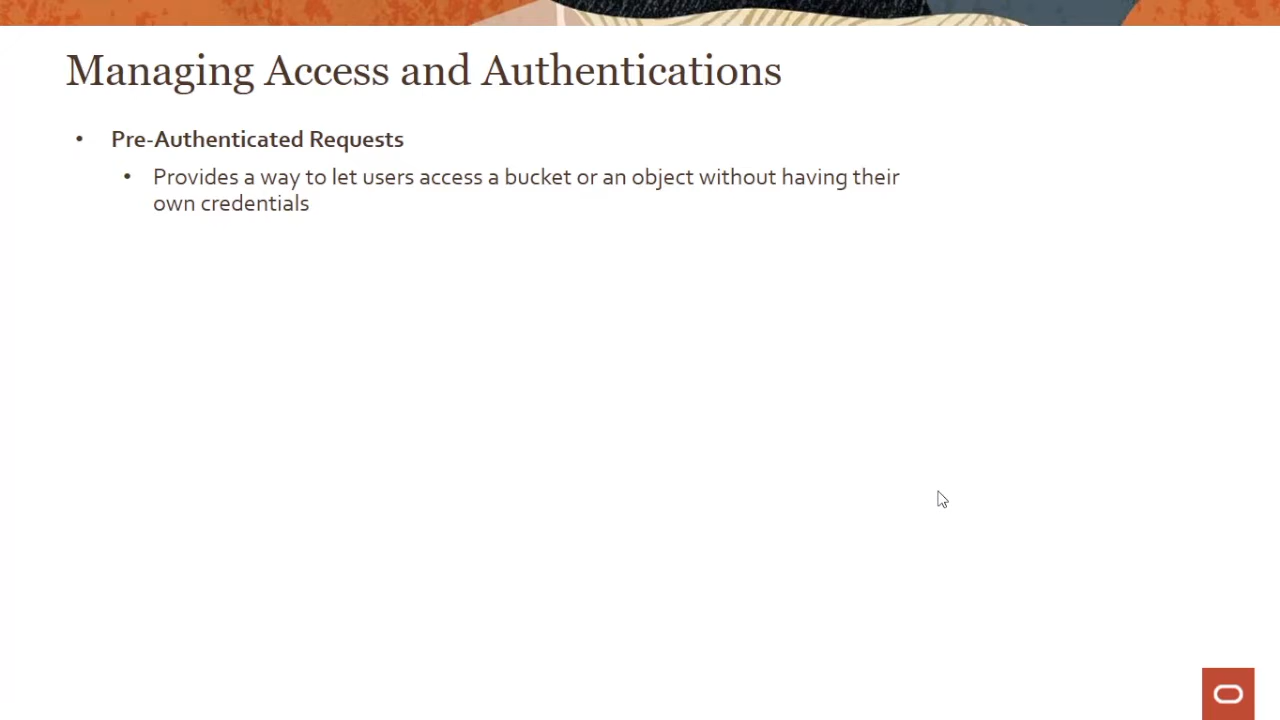 Managing Access and Authentications
• Pre-Authenticated Requests
• Provides a way to let users access a bucket or an object without having their
own credentials